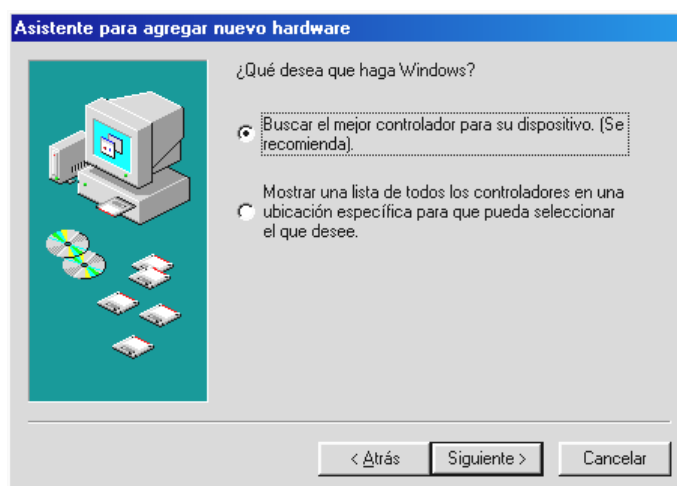 Asistente para agregar nuevo hardware
¿Qué desea que haga Windows?
Buscar el mejor controlador para su dispositivo. (Se
recomienda).
Mostrar una lista de todos los controladores en una
ubicación específica para que pueda seleccionar
el que desee.
< Atrás
Siguiente >
Cancelar